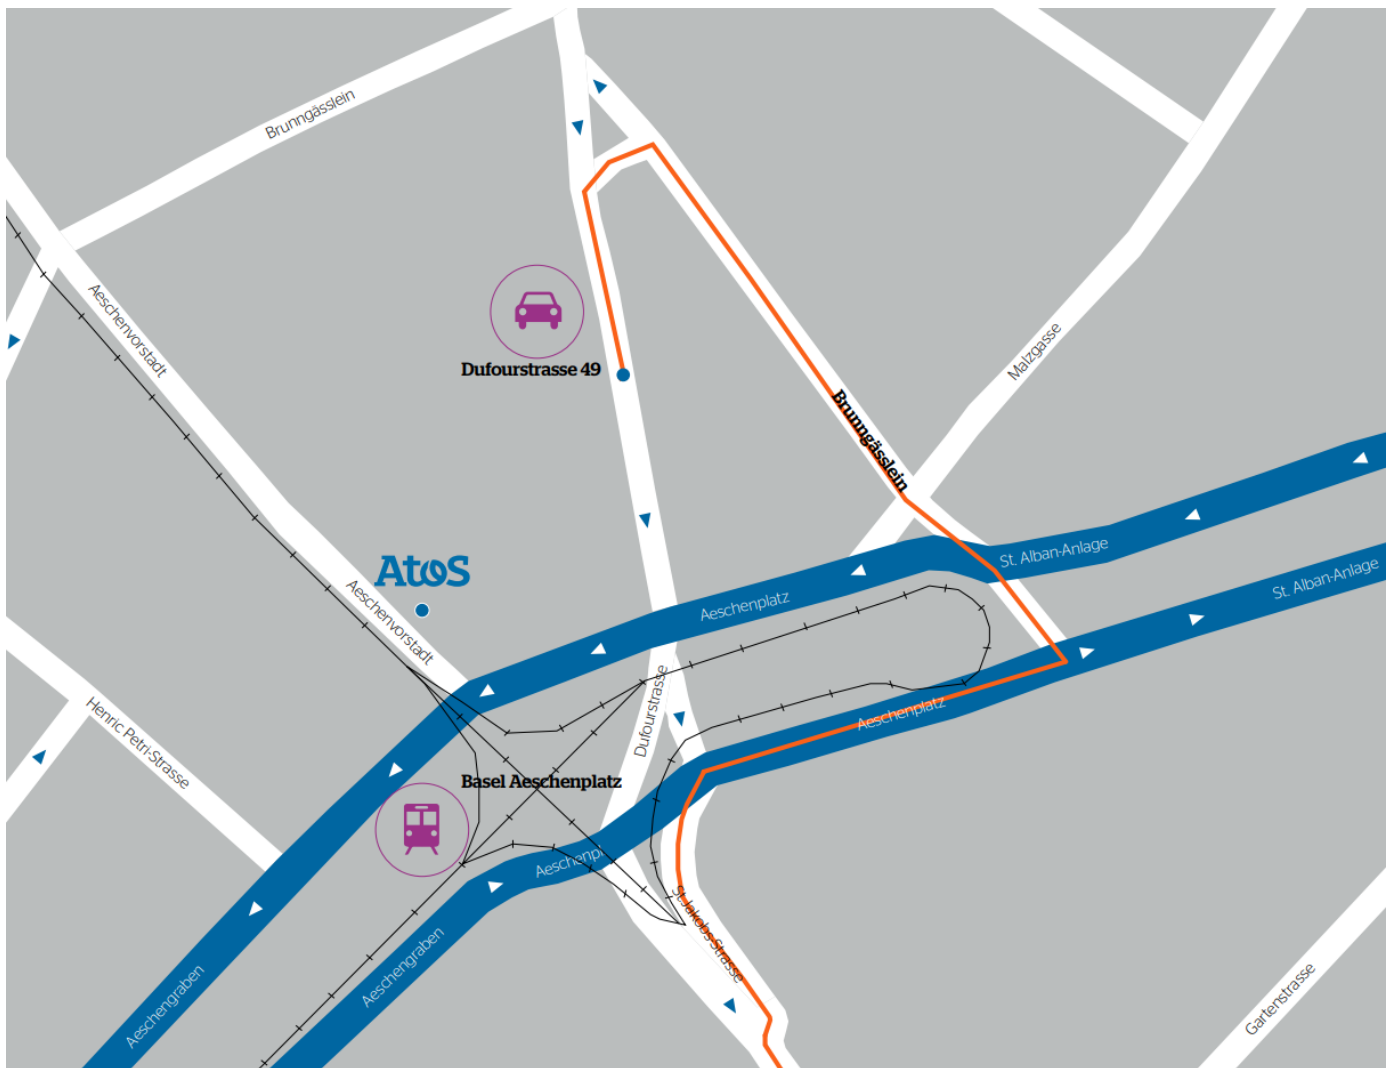 Brunngässlein
Aeschenvorstadt
Malzgasse
Dufourstrasse 49
Brunngässlein
St. Alban-Anlage
St. Alban-Anlage
Atos
Aeschenplatz
Aeschenvorstadt
Dufourstrasse
Aeschenplatz
Henric Petri-Strasse
Basel Aeschenplatz
Aeschenpl
St.Jakobs-Strasse
Aeschengraben
Aeschengraben
Gartenstrasse